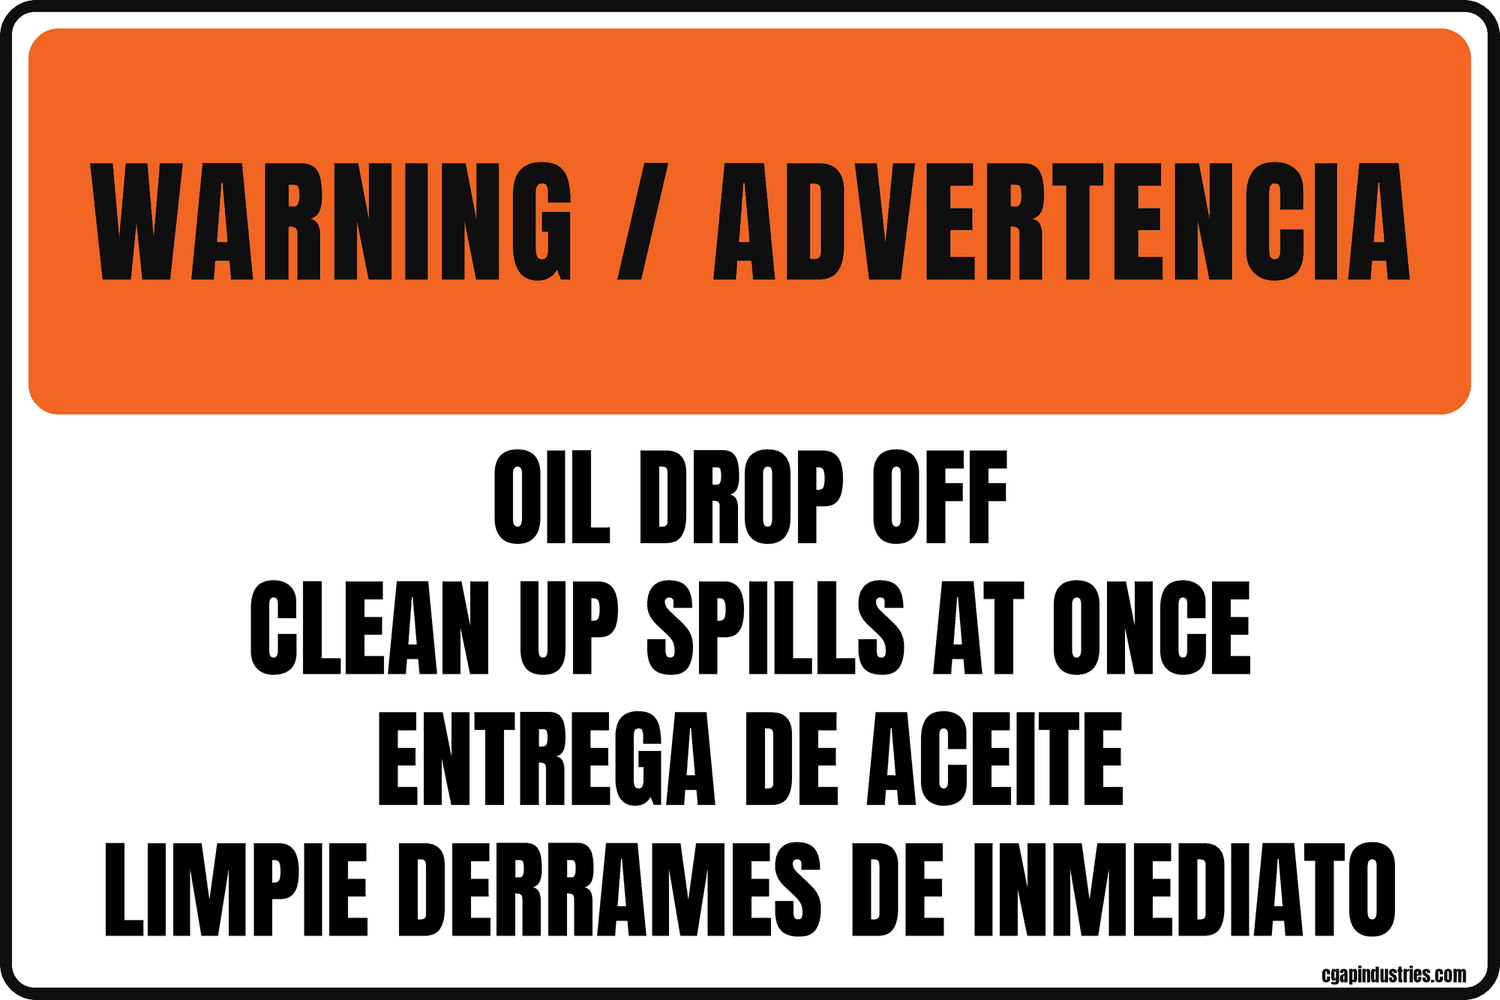 WARNING / ADVERTENCIA
OIL DROP OFF
CLEAN UP SPILLS AT ONCE
ENTREGA DE ACEITE
LIMPIE DERRAMES DE INMEDIATO
cgapindustries.com